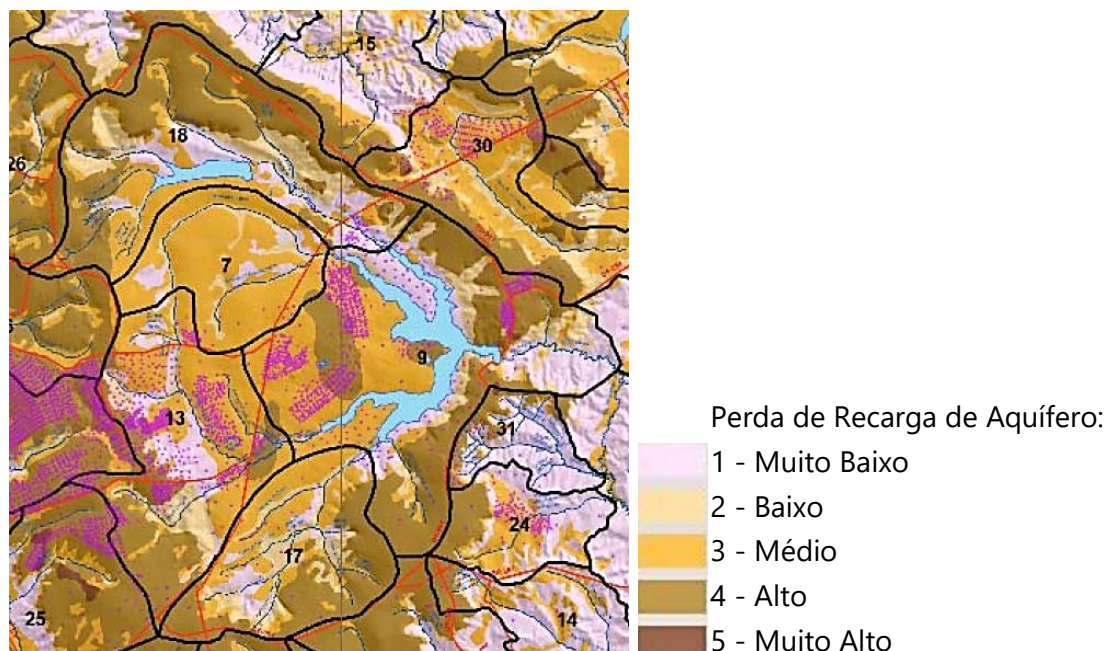 15
18
30
26
7
9
13
31
24
17
25
14
Perda de Recarga de Aquífero:
1 - Muito Baixo
2 - Baixo
3 - Médio
4 - Alto
5 - Muito Alto